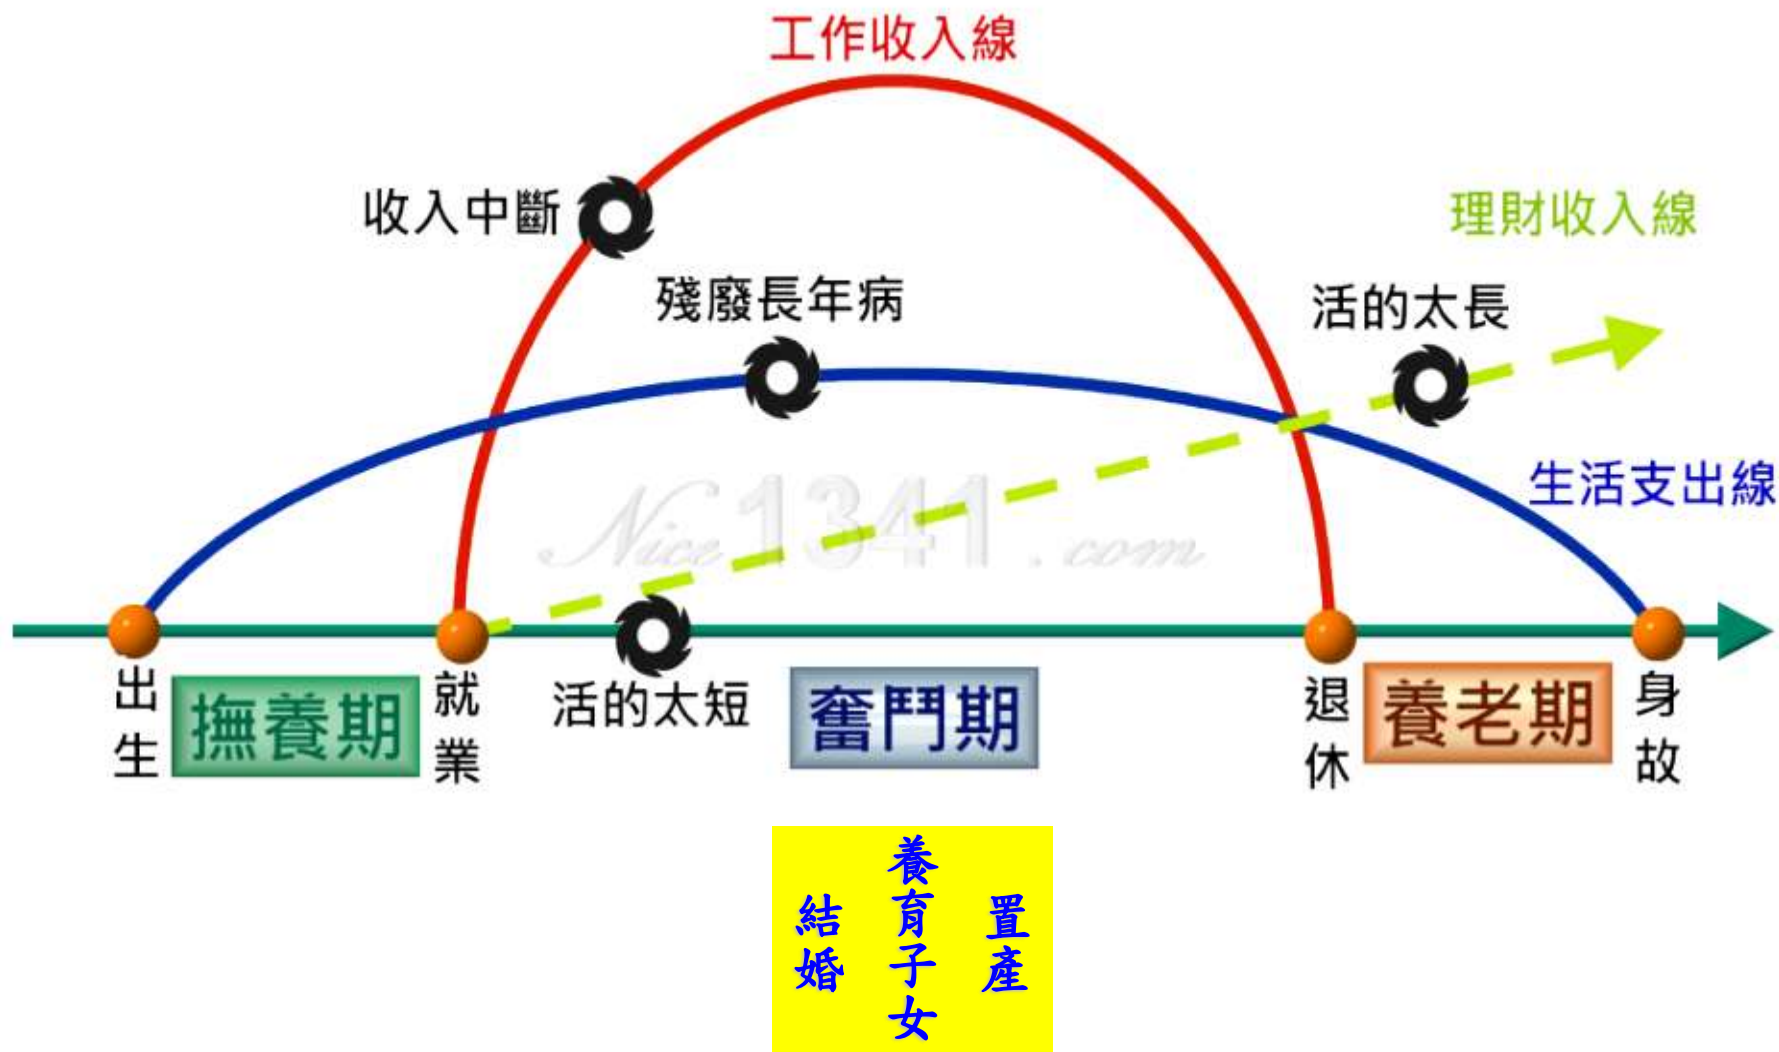 工作收入線
收入中斷
理財收入線
殘廢長年病
活的太長
生活支出線
Nice 1341 . com
出生
撫養期
就業
活的太短
奮鬥期
退休
養老期
身故
結婚
養育子女
置產